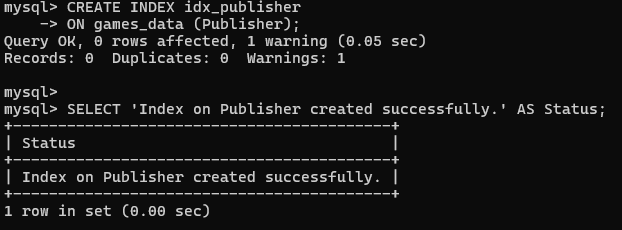 mysql> CREATE INDEX idx_publisher
    -> ON games_data (Publisher);
Query OK, 0 rows affected, 1 warning (0.05 sec)
Records: 0  Duplicates: 0  Warnings: 1

mysql>
mysql> SELECT 'Index on Publisher created successfully.' AS Status;
+------------------------------------------+
| Status                                   |
+------------------------------------------+
| Index on Publisher created successfully. |
+------------------------------------------+
1 row in set (0.00 sec)